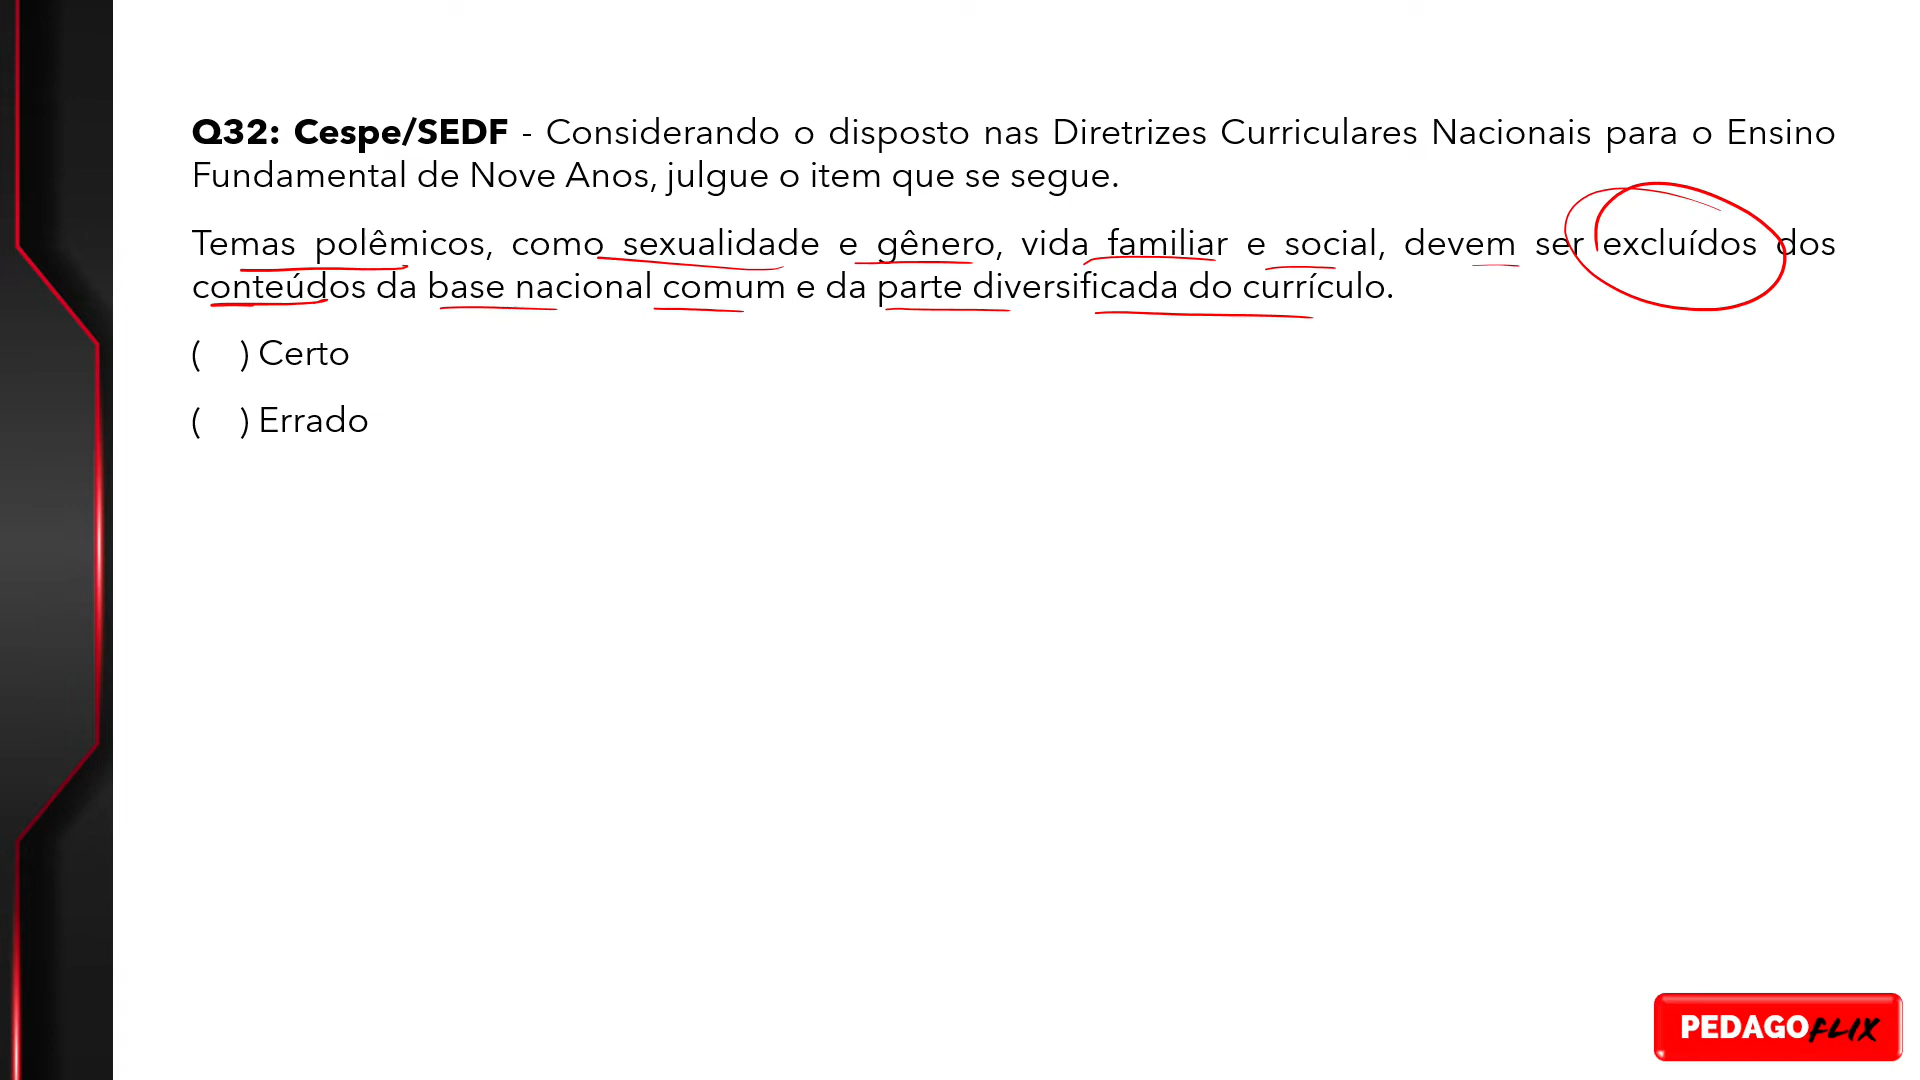 Q32: Cespe/SEDF - Considerando o disposto nas Diretrizes Curriculares Nacionais para o Ensino
Fundamental de Nove Anos, julgue o item que se segue.
Temas polêmicos, como sexualidade e gênero, vida familiar e social, devem ser excluídos dos
conteúdos da base nacional comum e da parte diversificada do currículo.
( ) Certo
( ) Errado
PEDAGOFLIX